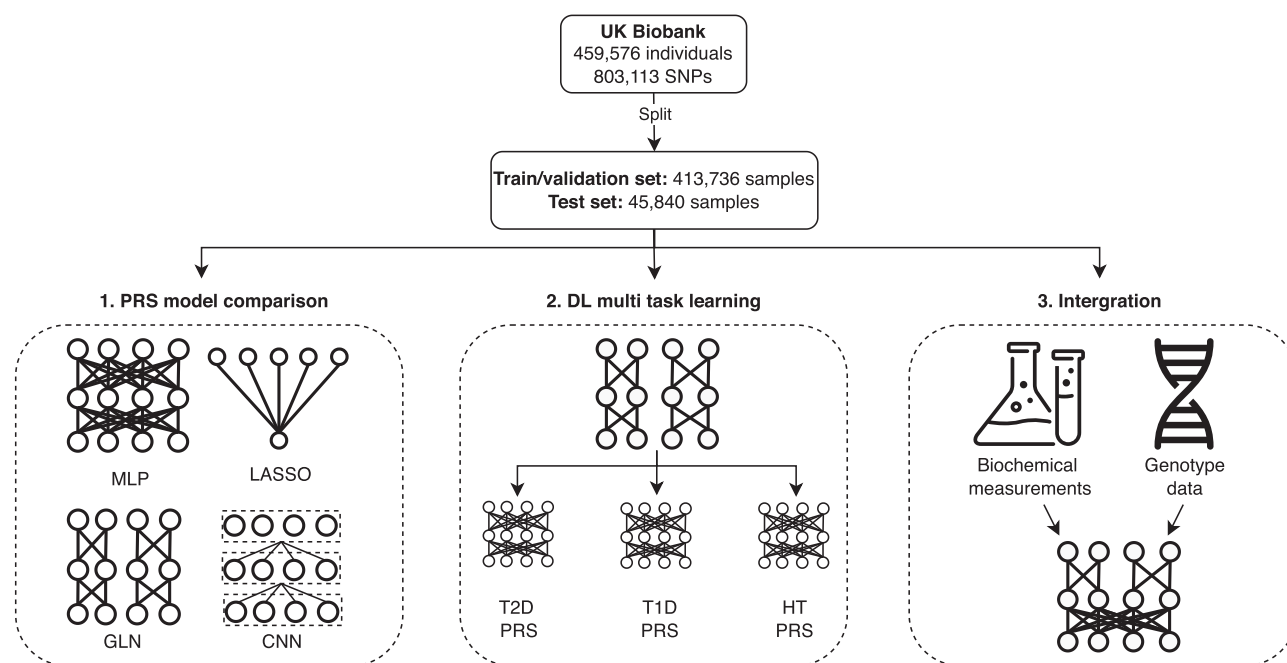 UK Biobank
459,576 individuals
803,113 SNPs
Split
Train/validation set: 413,736 samples
Test set: 45,840 samples
1. PRS model comparison
MLP
LASSO
GLN
CNN
2. DL multi task learning
T2D
PRS
T1D
PRS
HT
PRS
3. Intergration
Biochemical
measurements
Genotype
data